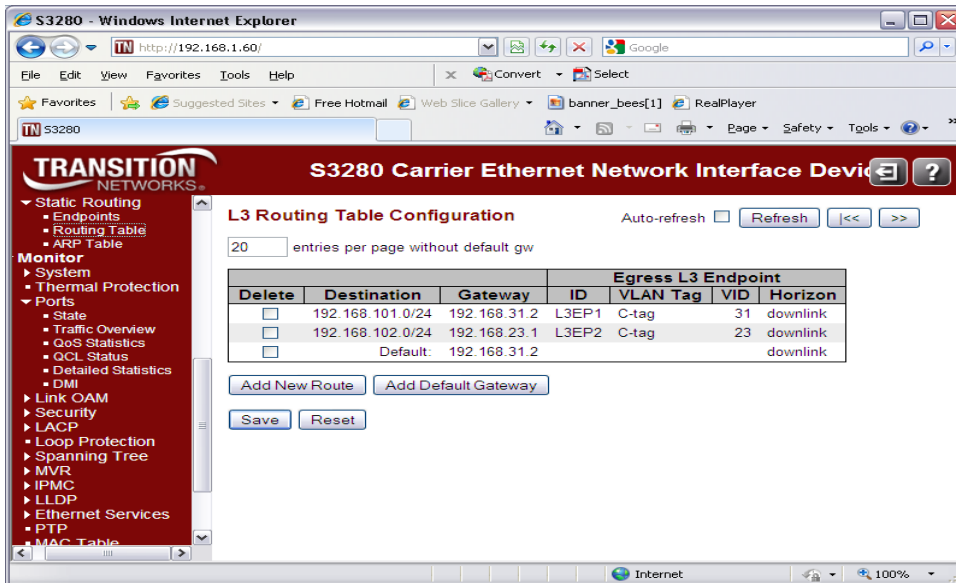 S3280 - Windows Internet Explorer
http://192.168.1.60/
Google
File Edit View Favorites Tools Help
Convert Select
Favorites Suggested Sites Free Hotmail Web Slice Gallery banner_bees[1] RealPlayer
TN S3280
Page Safety Tools
TRANSITION
NETWORKS®
S3280 Carrier Ethernet Network Interface Devic
Static Routing
Endpoints
Routing Table
ARP Table
Monitor
System
Thermal Protection
Ports
State
Traffic Overview
QoS Statistics
QCL Status
Detailed Statistics
DMI
Link OAM
Security
LACP
Loop Protection
Spanning Tree
MVR
IPMC
LLDP
Ethernet Services
PTP
MAC Table
L3 Routing Table Configuration
Auto-refresh Refresh |<< >>
20 entries per page without default gw
Egress L3 Endpoint
Delete Destination Gateway ID VLAN Tag VID Horizon
192.168.101.0/24 192.168.31.2 L3EP1 C-tag 31 downlink
192.168.102.0/24 192.168.23.1 L3EP2 C-tag 23 downlink
Default: 192.168.31.2 downlink
Add New Route Add Default Gateway
Save Reset
Internet 100%